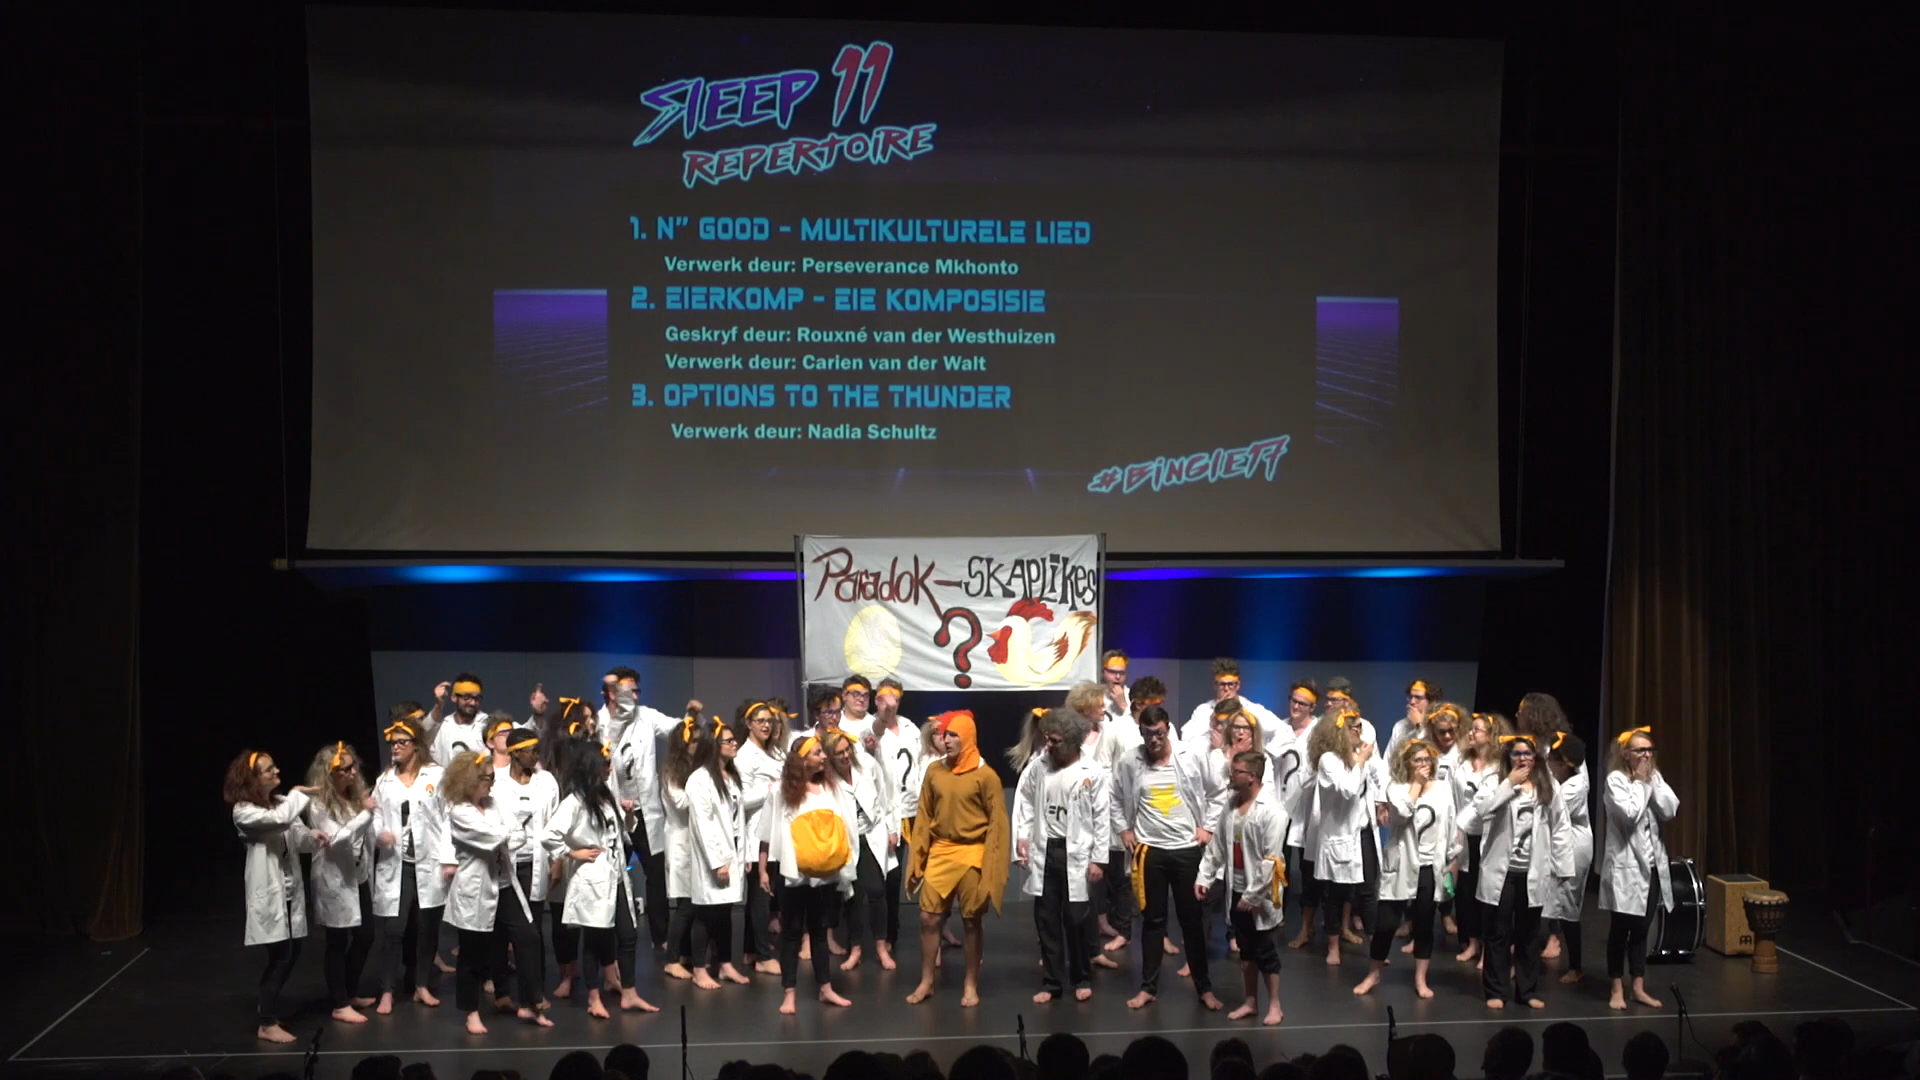 GROEP 11
REPERTOIRE
1. N" GOOD - MULTIKULTURELE LIED
Verwerk deur: Perseverance Mkhonto
2. EIERKOMP - EIE KOMPOSISIE
Geskryf deur: Rouxné van der Westhuizen
Verwerk deur: Carien van der Walt
3. OPTIONS TO THE THUNDER
Verwerk deur: Nadia Schultz
#BINGLE17
Paradok-SKAPLIKES
?